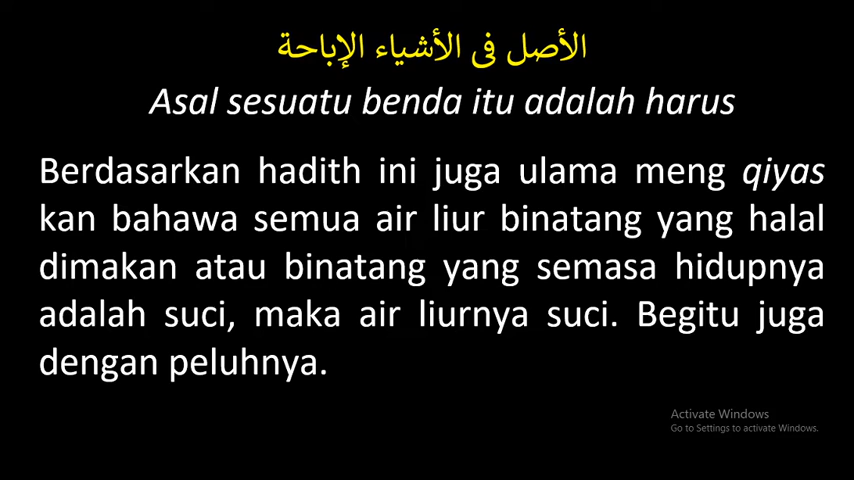 الأصل فى الأشياء الإباحة
Asal sesuatu benda itu adalah harus
Berdasarkan hadith ini juga ulama meng qiyas
kan bahawa semua air liur binatang yang halal
dimakan atau binatang yang semasa hidupnya
adalah suci, maka air liurnya suci. Begitu juga
dengan peluhnya.
Activate Windows
Go to Settings to activate Windows.